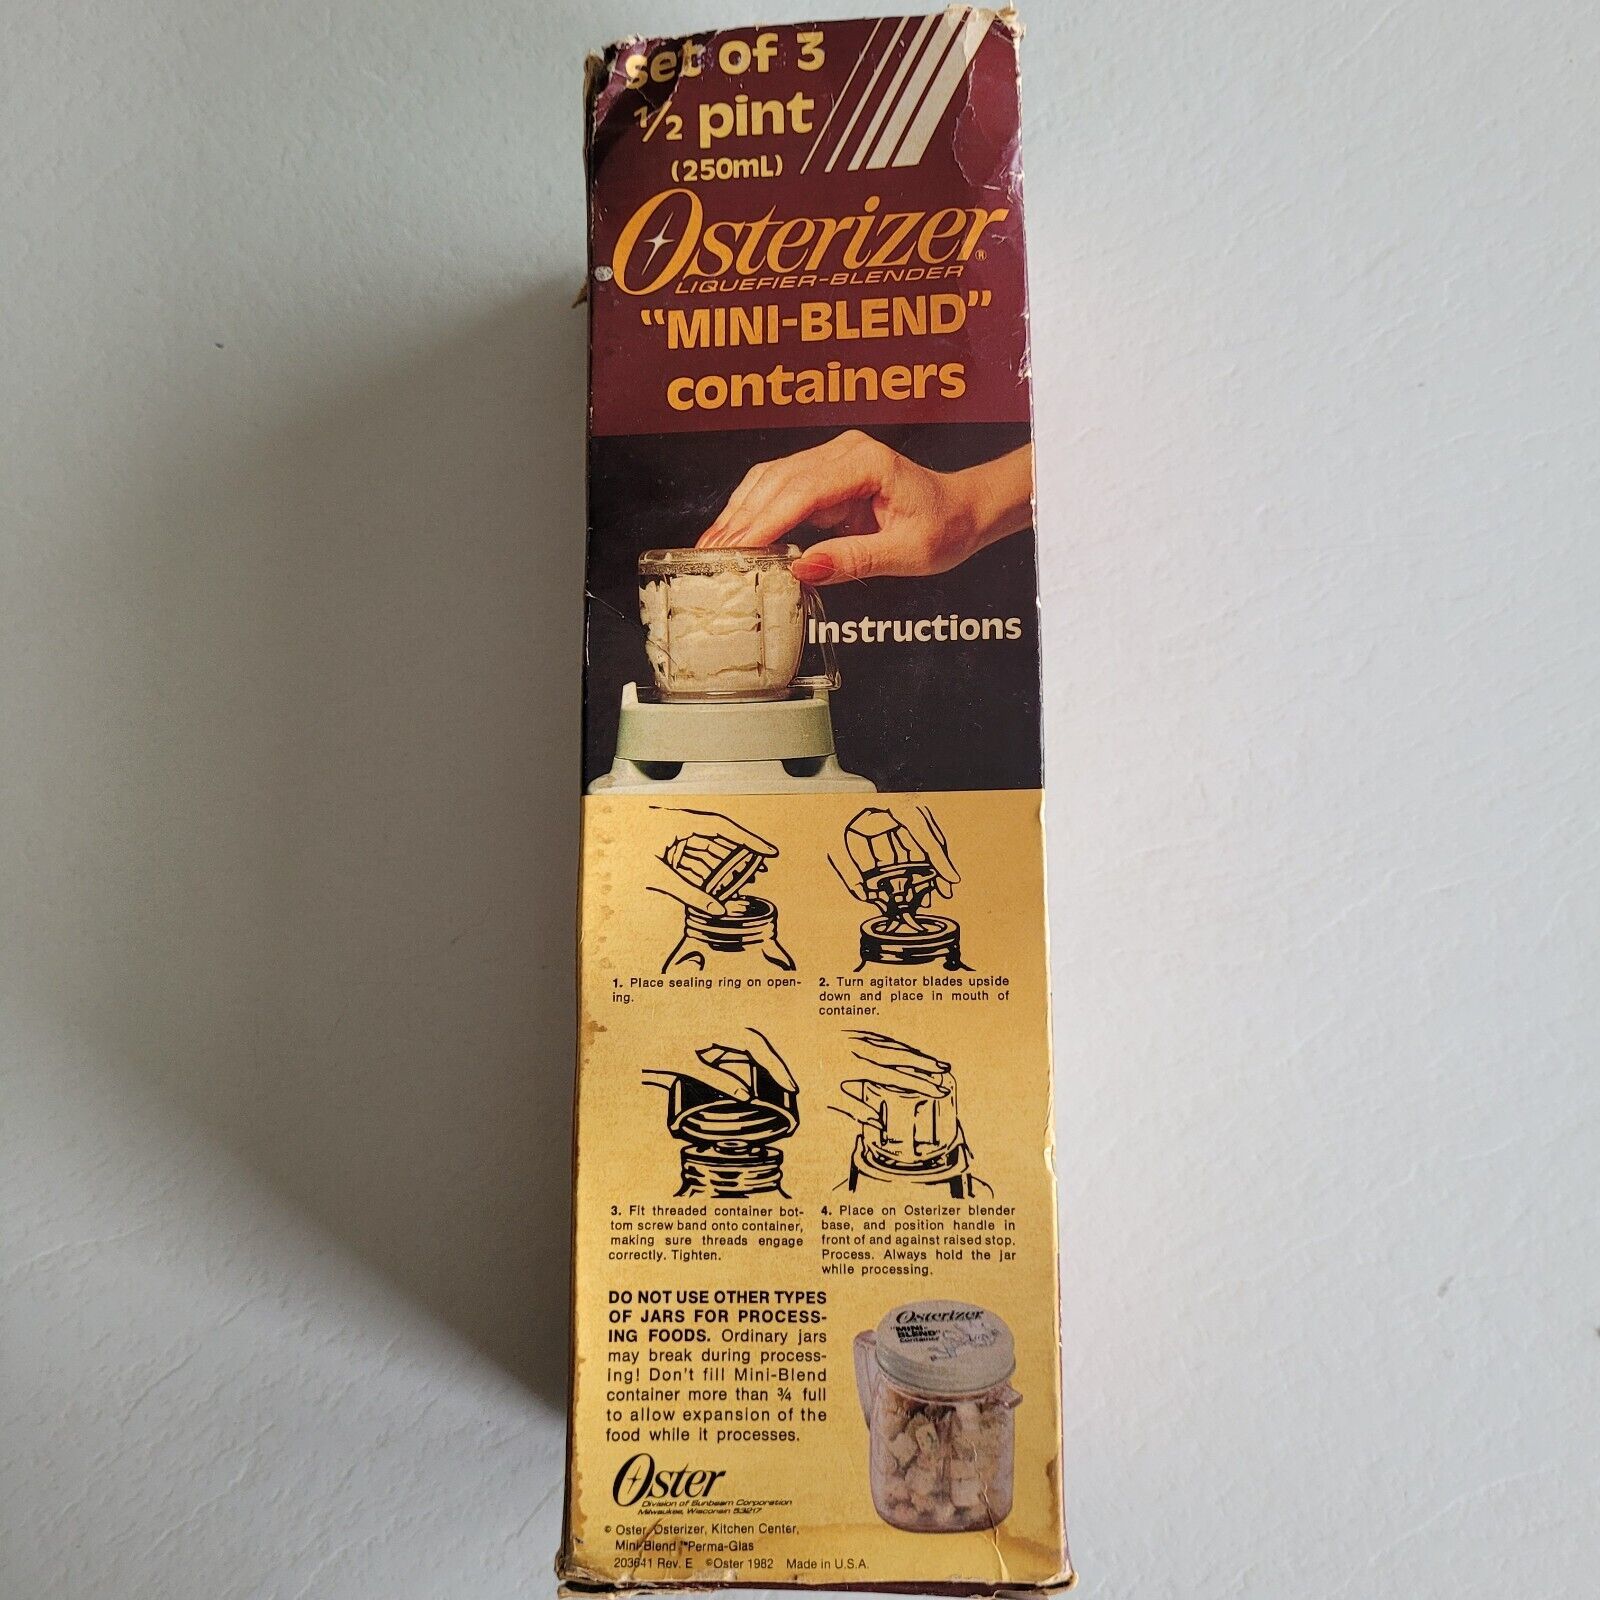 set of 3
1/2 pint
(250mL)
Osterizer®
LIQUEFIER-BLENDER
"MINI-BLEND"
containers
Instructions
1. Place sealing ring on open-
ing.
2. Turn agitator blades upside
down and place in mouth of
container.
3. Fit threaded container bot-
tom screw band onto container,
making sure threads engage
correctly. Tighten.
4. Place on Osterizer blender
base, and position handle in
front of and against raised stop.
Process. Always hold the jar
while processing.
DO NOT USE OTHER TYPES
OF JARS FOR PROCESS-
ING FOODS. Ordinary jars
may break during process-
ing! Don't fill Mini-Blend
container more than ¾ full
to allow expansion of the
food while it processes.
Osterizer
"MINI-
BLEND"
Container
Oster
Division of Sunbeam Corporation
Milwaukee, Wisconsin 53217
© Oster, Osterizer, Kitchen Center,
Mini-Blend ™Perma-Glas
203641 Rev. E ©Oster 1982 Made in U.S.A.